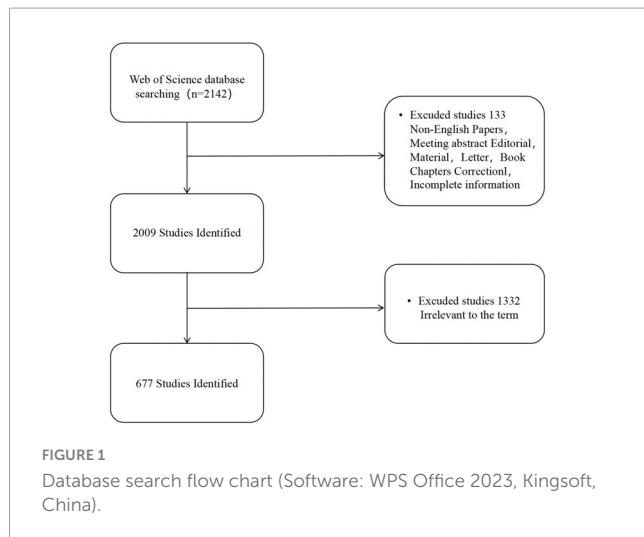 Web of Science database
searching（n=2142）
• Excuded studies 133
Non-English Papers，
Meeting abstract Editorial，
Material， Letter， Book
Chapters Correctionl，
Incomplete information
2009 Studies Identified
• Excuded studies 1332
Irrelevant to the term
677 Studies Identified
FIGURE 1
Database search flow chart (Software: WPS Office 2023, Kingsoft,
China).